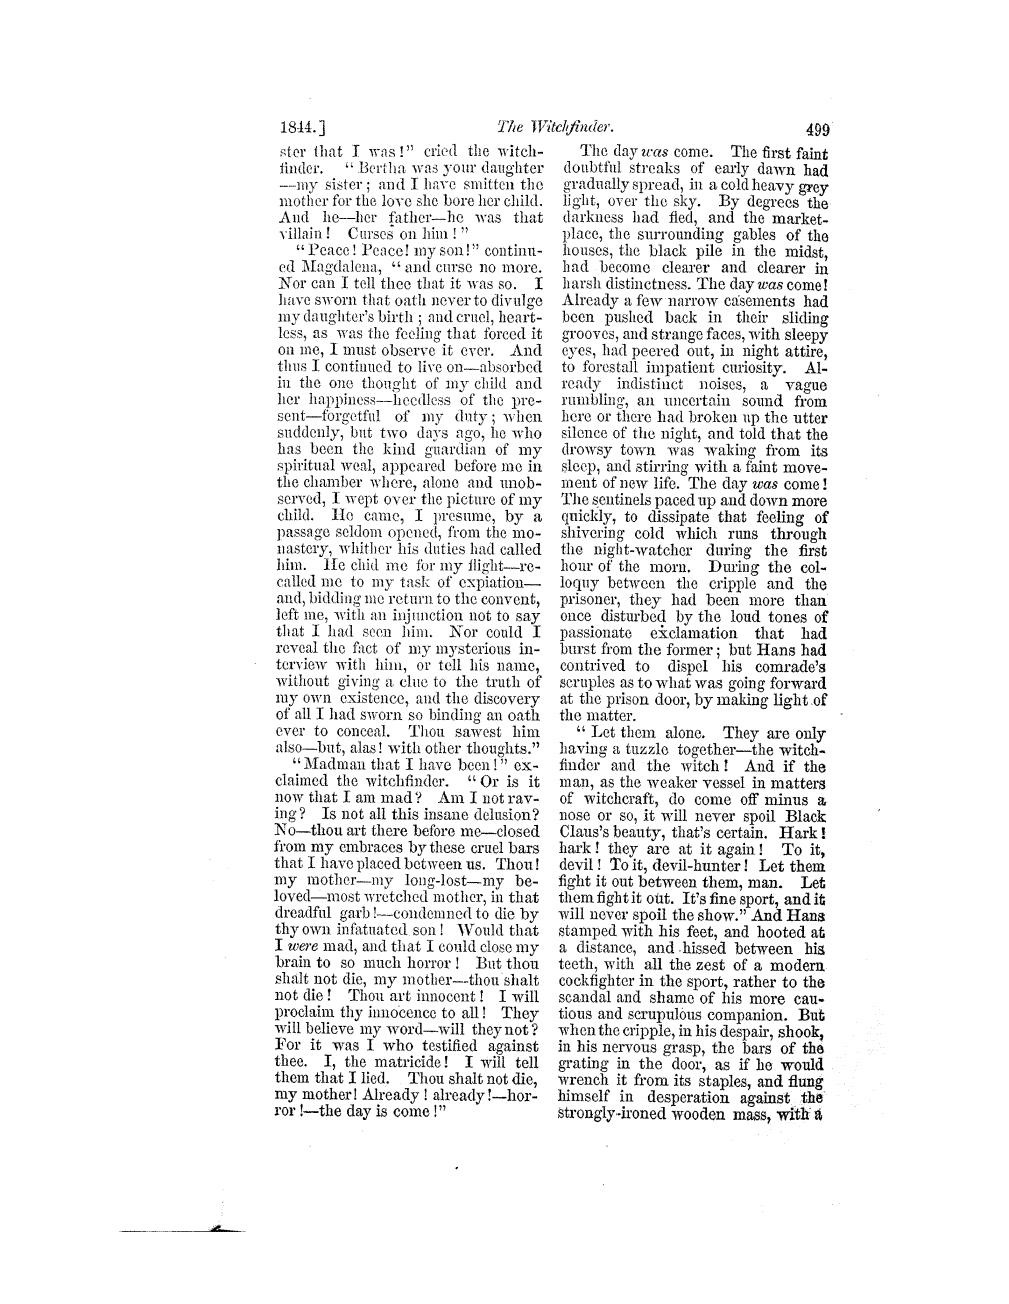 1844.] The Witchfinder. 499
ster that I was!" cried the witch-
finder. "Bertha was your daughter
—my sister; and I have smitten the
mother for the love she bore her child.
And he—her father—he was that
villain! Curses on him!"
"Peace! Peace! my son!" continu-
ed Magdalena, "and curse no more.
Nor can I tell thee that it was so. I
have sworn that oath never to divulge
my daughter's birth; and cruel, heart-
less, as was the feeling that forced it
on me, I must observe it ever. And
thus I continued to live on—absorbed
in the one thought of my child and
her happiness—heedless of the pre-
sent—forgetful of my duty; when
suddenly, but two days ago, he who
has been the kind guardian of my
spiritual weal, appeared before me in
the chamber where, alone and unob-
served, I wept over the picture of my
child. He came, I presume, by a
passage seldom opened, from the mo-
nastery, whither his duties had called
him. He chid me for my flight—re-
called me to my task of expiation—
and, bidding me return to the convent,
left me, with an injunction not to say
that I had seen him. Nor could I
reveal the fact of my mysterious in-
terview with him, or tell his name,
without giving a clue to the truth of
my own existence, and the discovery
of all I had sworn so binding an oath
ever to conceal. Thou sawest him
also—but, alas! with other thoughts."
"Madman that I have been!" ex-
claimed the witchfinder. "Or is it
now that I am mad? Am I not rav-
ing? Is not all this insane delusion?
No—thou art there before me—closed
from my embraces by these cruel bars
that I have placed between us. Thou!
my mother—my long-lost—my be-
loved—most wretched mother, in that
dreadful garb!—condemned to die by
thy own infatuated son! Would that
I were mad, and that I could close my
brain to so much horror! But thou
shalt not die, my mother—thou shalt
not die! Thou art innocent! I will
proclaim thy innocence to all! They
will believe my word—will they not?
For it was I who testified against
thee. I, the matricide! I will tell
them that I lied. Thou shalt not die,
my mother! Already! already!—hor-
ror!—the day is come!"
The day was come. The first faint
doubtful streaks of early dawn had
gradually spread, in a cold heavy grey
light, over the sky. By degrees the
darkness had fled, and the market-
place, the surrounding gables of the
houses, the black pile in the midst,
had become clearer and clearer in
harsh distinctness. The day was come!
Already a few narrow casements had
been pushed back in their sliding
grooves, and strange faces, with sleepy
eyes, had peered out, in night attire,
to forestall impatient curiosity. Al-
ready indistinct noises, a vague
rumbling, an uncertain sound from
here or there had broken up the utter
silence of the night, and told that the
drowsy town was waking from its
sleep, and stirring with a faint move-
ment of new life. The day was come!
The sentinels paced up and down more
quickly, to dissipate that feeling of
shivering cold which runs through
the night-watcher during the first
hour of the morn. During the col-
loquy between the cripple and the
prisoner, they had been more than
once disturbed by the loud tones of
passionate exclamation that had
burst from the former; but Hans had
contrived to dispel his comrade's
scruples as to what was going forward
at the prison door, by making light of
the matter.
"Let them alone. They are only
having a tuzzle together—the witch-
finder and the witch! And if the
man, as the weaker vessel in matters
of witchcraft, do come off minus a
nose or so, it will never spoil Black
Claus's beauty, that's certain. Hark!
hark! they are at it again! To it,
devil! To it, devil-hunter! Let them
fight it out between them, man. Let
them fight it out. It's fine sport, and it
will never spoil the show." And Hans
stamped with his feet, and hooted at
a distance, and hissed between his
teeth, with all the zest of a modern
cockfighter in the sport, rather to the
scandal and shame of his more cau-
tious and scrupulous companion. But
when the cripple, in his despair, shook,
in his nervous grasp, the bars of the
grating in the door, as if he would
wrench it from its staples, and flung
himself in desperation against the
strongly-ironed wooden mass, with a